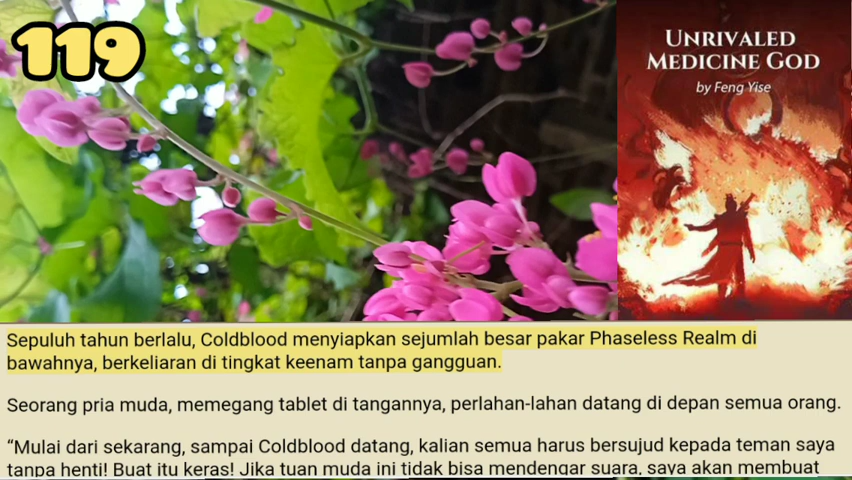 119
UNRIVALED
MEDICINE GOD
by Feng Yise
Sepuluh tahun berlalu, Coldblood menyiapkan sejumlah besar pakar Phaseless Realm di
bawahnya, berkeliaran di tingkat keenam tanpa gangguan.
Seorang pria muda, memegang tablet di tangannya, perlahan-lahan datang di depan semua orang.
“Mulai dari sekarang, sampai Coldblood datang, kalian semua harus bersujud kepada teman saya
tanpa henti! Buat itu keras! Jika tuan muda ini tidak bisa mendengar suara, saya akan membuat